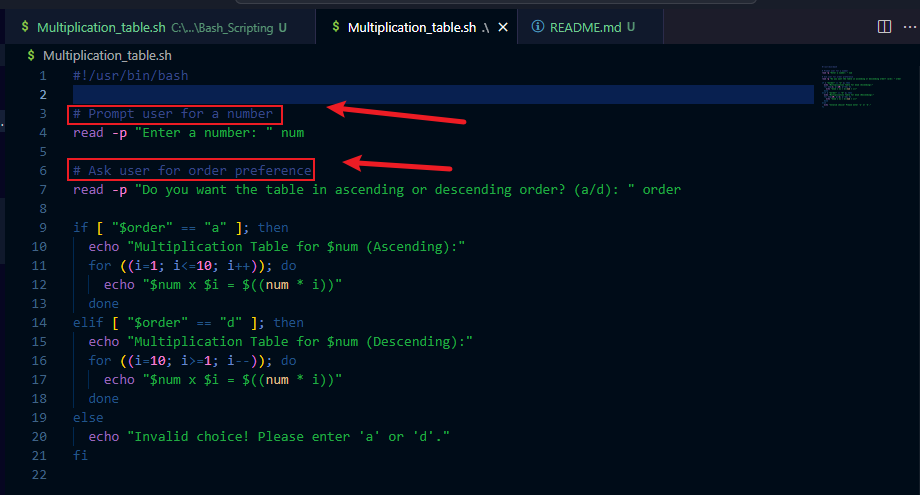 $ Multiplication_table.sh C:\...\Bash_Scripting U $ Multiplication_table.sh .\ README.md U
$ Multiplication_table.sh
1 #!/usr/bin/bash
2
3 # Prompt user for a number
4 read -p "Enter a number: " num
5
6 # Ask user for order preference
7 read -p "Do you want the table in ascending or descending order? (a/d): " order
8
9 if [ "$order" == "a" ]; then
10 echo "Multiplication Table for $num (Ascending):"
11 for ((i=1; i<=10; i++)); do
12 echo "$num x $i = $((num * i))"
13 done
14 elif [ "$order" == "d" ]; then
15 echo "Multiplication Table for $num (Descending):"
16 for ((i=10; i>=1; i--)); do
17 echo "$num x $i = $((num * i))"
18 done
19 else
20 echo "Invalid choice! Please enter 'a' or 'd'."
21 fi
22